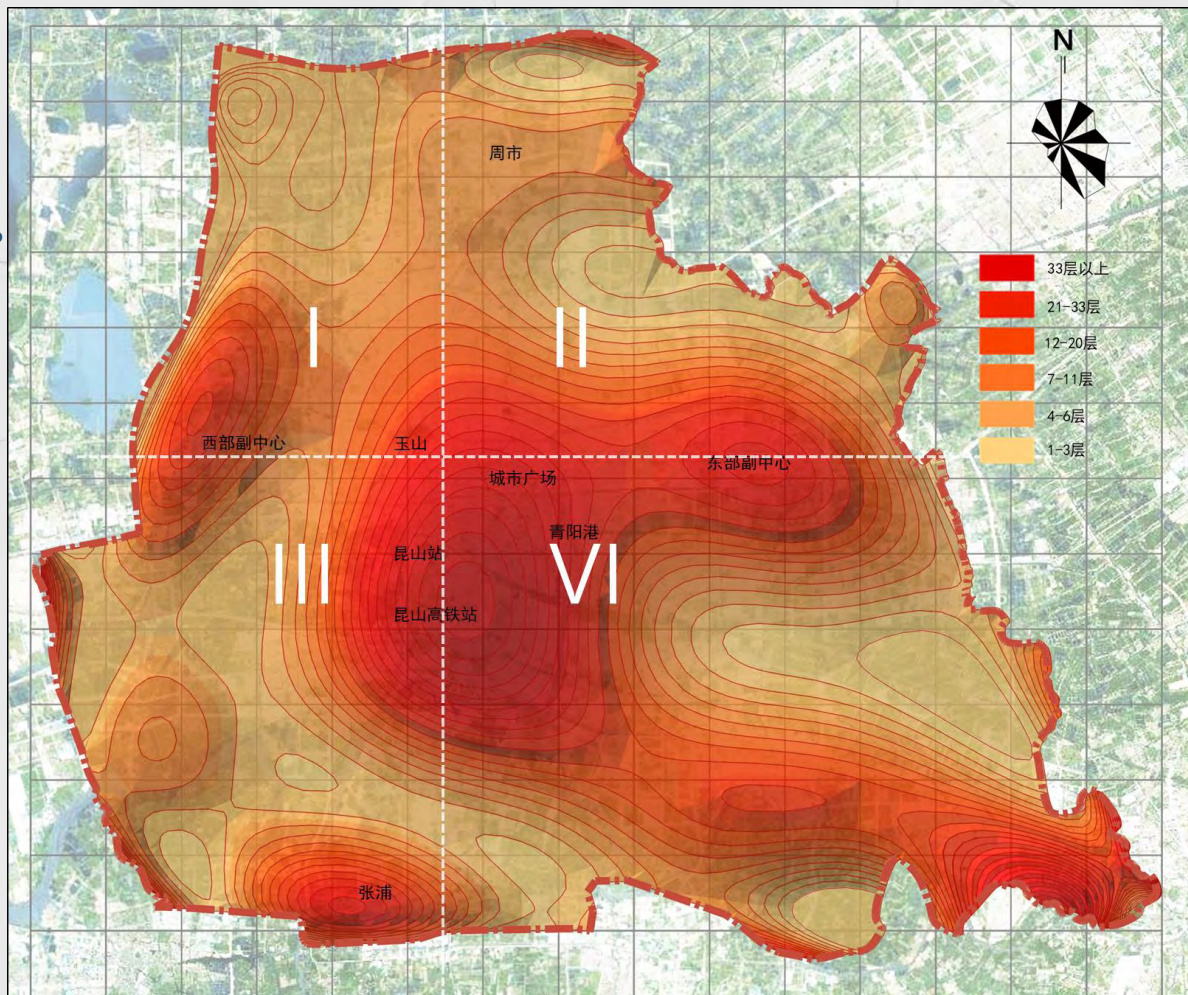 N
周市
33层以上
21-33层
12-20层
7-11层
4-6层
1-3层
I
II
西部副中心
玉山
东部副中心
城市广场
青阳港
昆山站
III
VI
昆山高铁站
张浦